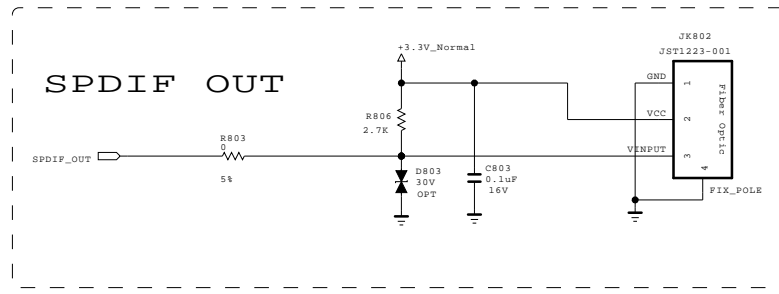 SPDIF OUT
+3.3V_Normal
JK802
JST1223-001
GND
1
Fiber Optic
R806
2.7K
VCC
2
R803
0
SPDIF_OUT
VINPUT
3
5%
D803
30V
OPT
C803
0.1uF
16V
4
FIX_POLE